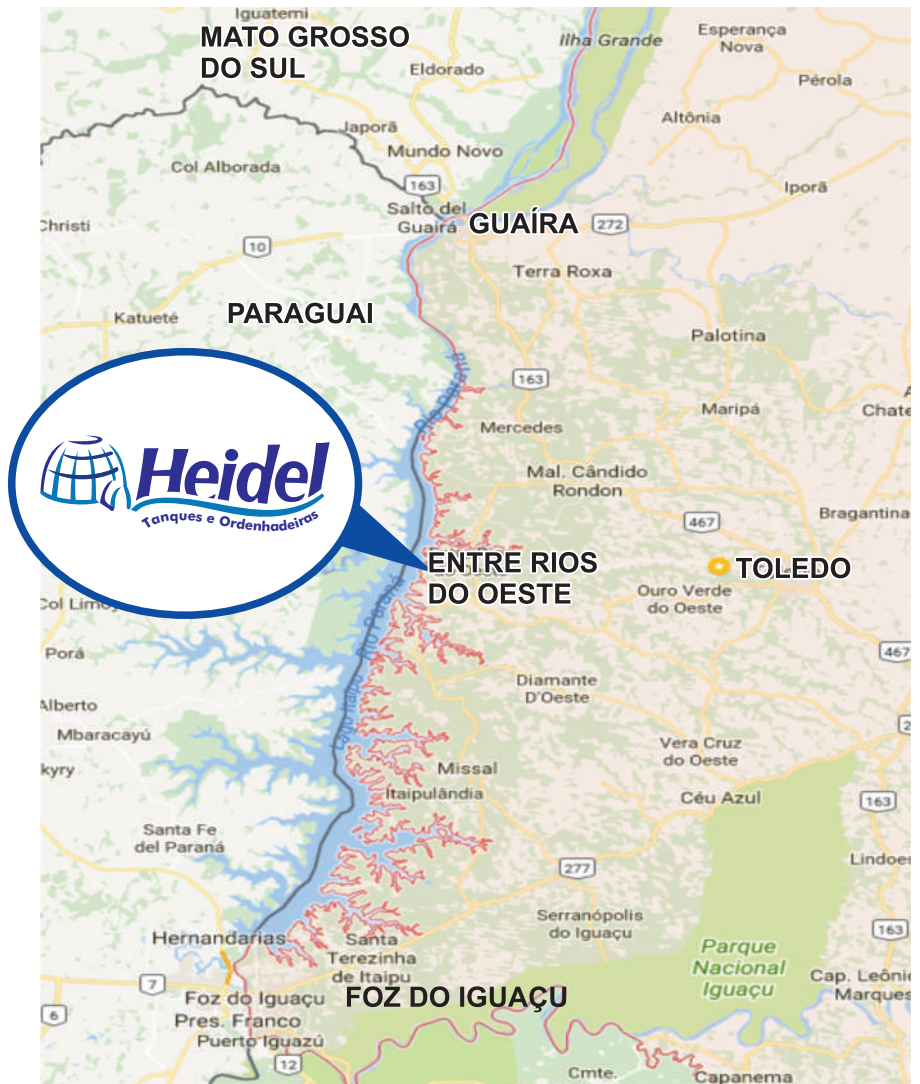 Iguatemi
MATO GROSSO
DO SUL
Ilha Grande
Esperança
Nova
Eldorado
Pérola
Altônia
Japorã
Mundo Novo
Col Alborada
163
Iporã
Salto del
Guairá
GUAÍRA
272
Christi
10
Terra Roxa
Katueté
PARAGUAI
Palotina
163
Maripá
Chate
Mercedes
Heidel
Tanques e Ordenhadeiras
Mal. Cândido
Rondon
467
Bragantina
ENTRE RIOS
DO OESTE
TOLEDO
Ouro Verde
do Oeste
Porá
467
Diamante
D'Oeste
Alberto
Mbaracayú
Vera Cruz
do Oeste
2
kyry
Missal
Itaipulândia
Céu Azul
163
Santa Fe
del Paraná
277
Lindoes
Serranópolis
do Iguaçu
163
Hernandarias
Santa
Terezinha
de Itaipu
Parque
Nacional
Iguaçu
7
Cap. Leônie
Marques
Foz do Iguaçu
FOZ DO IGUAÇU
6
Pres. Franco
Puerto Iguazú
12
Cmte.
Capanema